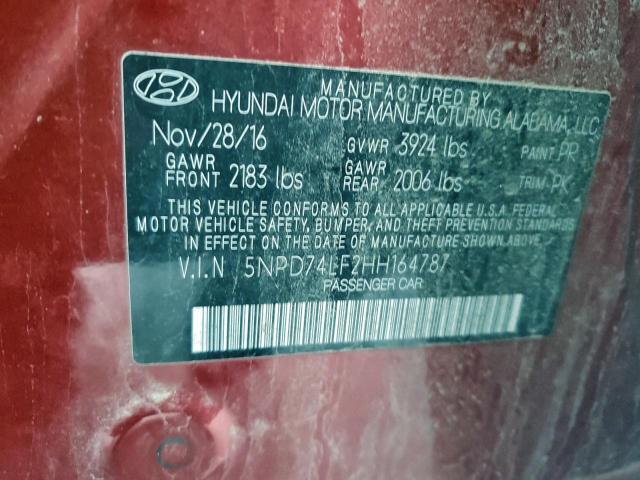 MANUFACTURED BY
HYUNDAI MOTOR MANUFACTURING ALABAMA, LLC
Nov/28/16 GVWR 3924 lbs PAINT PR
GAWR FRONT 2183 lbs GAWR REAR 2006 lbs TRIM PK
THIS VEHICLE CONFORMS TO ALL APPLICABLE U.S.A. FEDERAL
MOTOR VEHICLE SAFETY, BUMPER, AND THEFT PREVENTION STANDARDS
IN EFFECT ON THE DATE OF MANUFACTURE SHOWN ABOVE.
V.I.N 5NPD74LF2HH164787
PASSENGER CAR